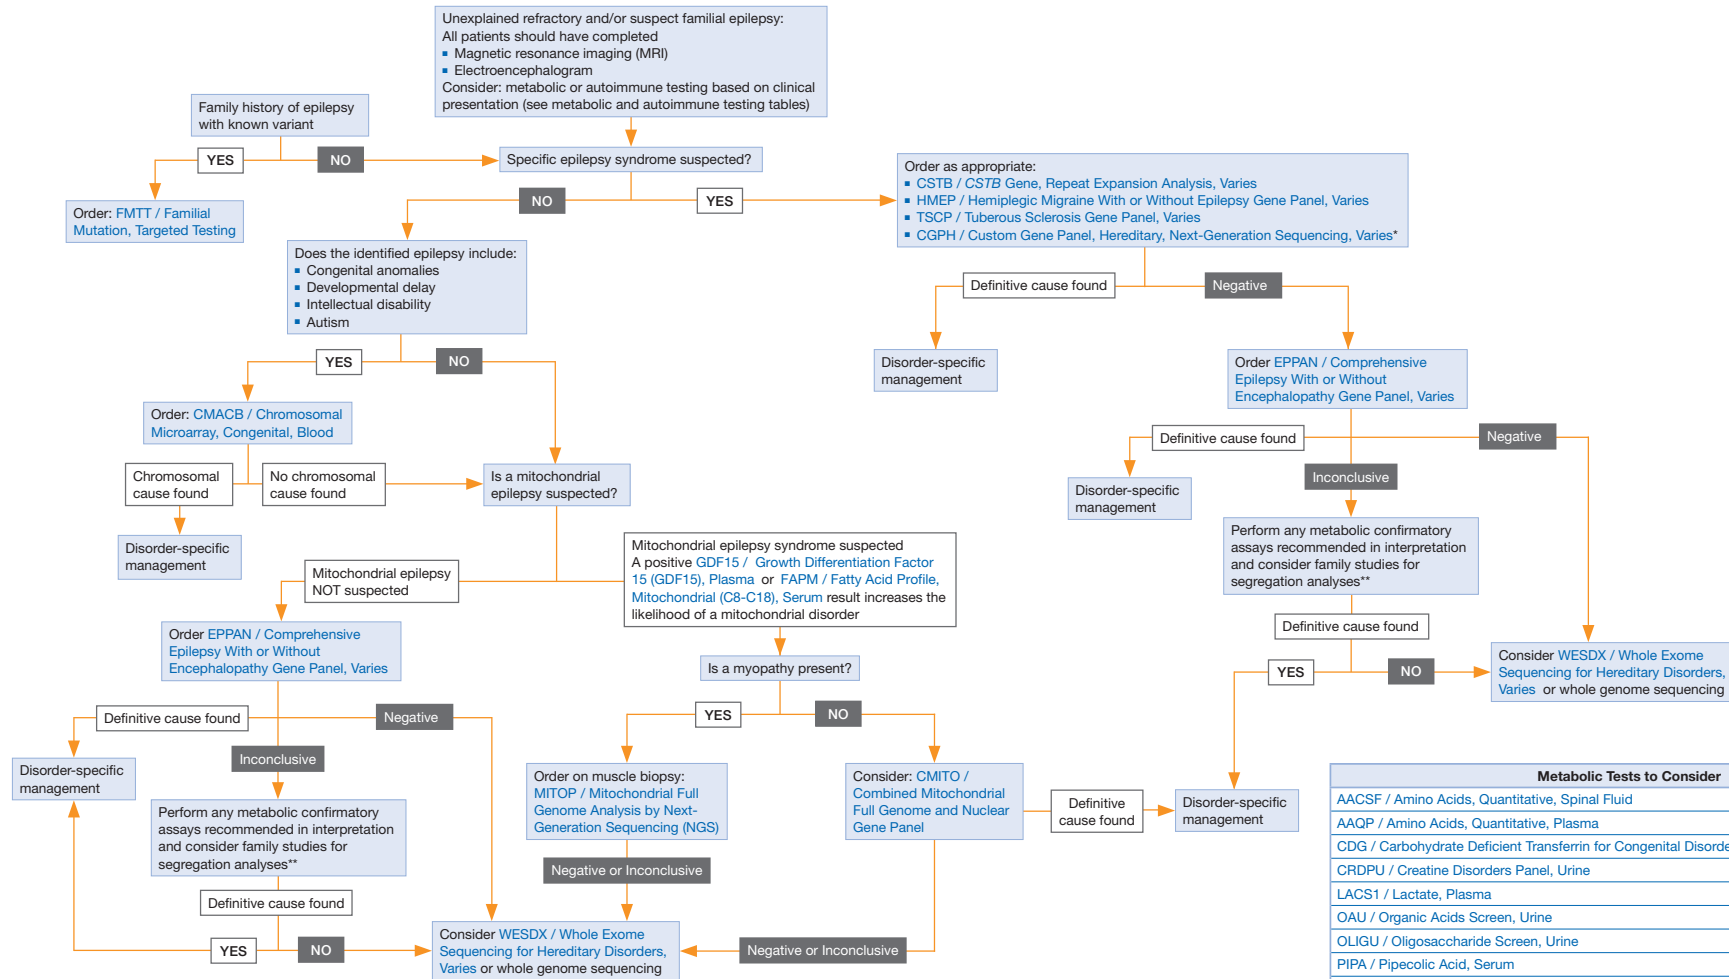 Unexplained refractory and/or suspect familial epilepsy:
All patients should have completed
▪ Magnetic resonance imaging (MRI)
▪ Electroencephalogram
Consider: metabolic or autoimmune testing based on clinical
presentation (see metabolic and autoimmune testing tables)
Family history of epilepsy
with known variant
YES
NO
Specific epilepsy syndrome suspected?
Order: FMTT / Familial
Mutation, Targeted Testing
NO
YES
Order as appropriate:
▪ CSTB / CSTB Gene, Repeat Expansion Analysis, Varies
▪ HMEP / Hemiplegic Migraine With or Without Epilepsy Gene Panel, Varies
▪ TSCP / Tuberous Sclerosis Gene Panel, Varies
▪ CGPH / Custom Gene Panel, Hereditary, Next-Generation Sequencing, Varies*
Does the identified epilepsy include:
▪ Congenital anomalies
▪ Developmental delay
▪ Intellectual disability
▪ Autism
Definitive cause found
Negative
YES
NO
Disorder-specific
management
Order EPPAN / Comprehensive
Epilepsy With or Without
Encephalopathy Gene Panel, Varies
Order: CMACB / Chromosomal
Microarray, Congenital, Blood
Definitive cause found
Negative
Inconclusive
Chromosomal
cause found
No chromosomal
cause found
Is a mitochondrial
epilepsy suspected?
Disorder-specific
management
Disorder-specific
management
Perform any metabolic confirmatory
assays recommended in interpretation
and consider family studies for
segregation analyses**
Mitochondrial epilepsy
NOT suspected
Mitochondrial epilepsy syndrome suspected
A positive GDF15 / Growth Differentiation Factor
15 (GDF15), Plasma or FAPM / Fatty Acid Profile,
Mitochondrial (C8-C18), Serum result increases the
likelihood of a mitochondrial disorder
Definitive cause found
Order EPPAN / Comprehensive
Epilepsy With or Without
Encephalopathy Gene Panel, Varies
Is a myopathy present?
YES
NO
Consider WESDX / Whole Exome
Sequencing for Hereditary Disorders,
Varies or whole genome sequencing
Definitive cause found
Negative
YES
NO
Inconclusive
Disorder-specific
management
Order on muscle biopsy:
MITOP / Mitochondrial Full
Genome Analysis by Next-
Generation Sequencing (NGS)
Consider: CMITO /
Combined Mitochondrial
Full Genome and Nuclear
Gene Panel
Definitive
cause found
Disorder-specific
management
Perform any metabolic confirmatory
assays recommended in interpretation
and consider family studies for
segregation analyses**
Negative or Inconclusive
Definitive cause found
YES
NO
Consider WESDX / Whole Exome
Sequencing for Hereditary Disorders,
Varies or whole genome sequencing
Negative or Inconclusive
Metabolic Tests to Consider
AACSF / Amino Acids, Quantitative, Spinal Fluid
AAQP / Amino Acids, Quantitative, Plasma
CDG / Carbohydrate Deficient Transferrin for Congenital
CRDPU / Creatine Disorders Panel, Urine
LACS1 / Lactate, Plasma
OAU / Organic Acids Screen, Urine
OLIGU / Oligosaccharide Screen, Urine
PIPA / Pipecolic Acid, Serum